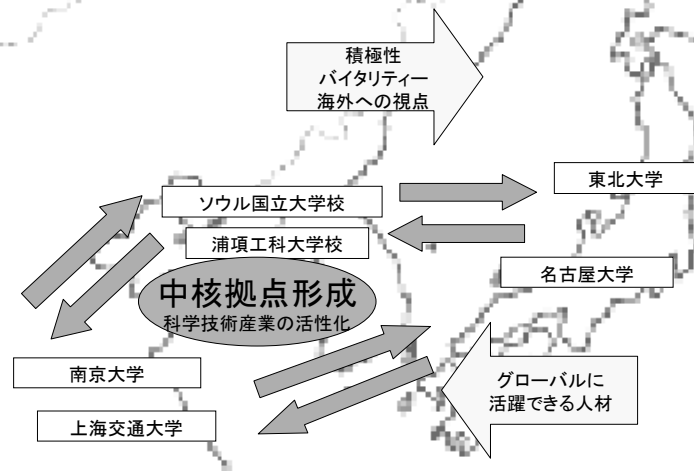 積極性
バイタリティー
海外への視点
東北大学
ソウル国立大学校
浦項工科大学校
名古屋大学
中核拠点形成
科学技術産業の活性化
南京大学
グローバルに
活躍できる人材
上海交通大学